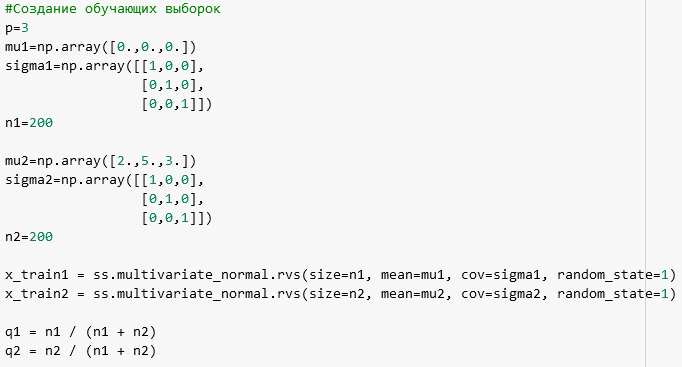 #Создание обучающих выборок
p=3
mu1=np.array([0.,0.,0.])
sigma1=np.array([[1,0,0],
                 [0,1,0],
                 [0,0,1]])
n1=200

mu2=np.array([2.,5.,3.])
sigma2=np.array([[1,0,0],
                 [0,1,0],
                 [0,0,1]])
n2=200

x_train1 = ss.multivariate_normal.rvs(size=n1, mean=mu1, cov=sigma1, random_state=1)
x_train2 = ss.multivariate_normal.rvs(size=n2, mean=mu2, cov=sigma2, random_state=1)

q1 = n1 / (n1 + n2)
q2 = n2 / (n1 + n2)